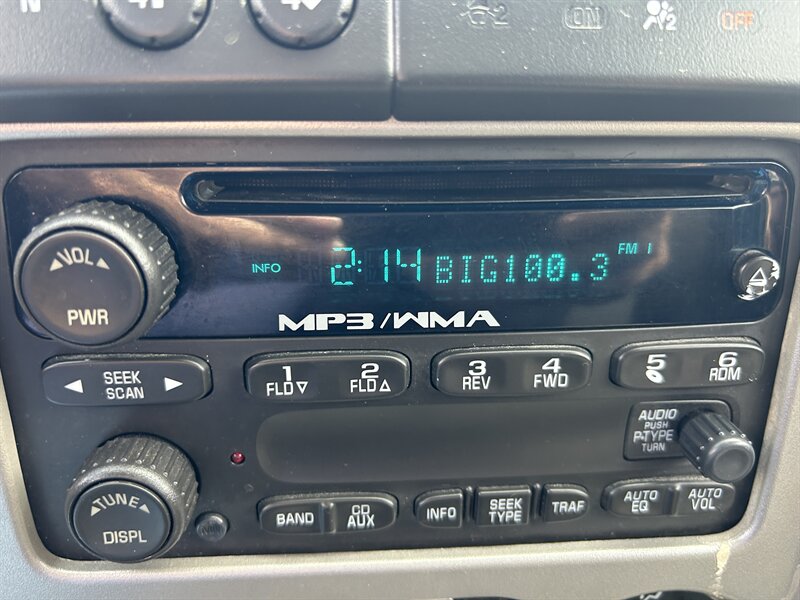 N
2
ON
2
OFF
VOL
PWR
INFO
2:14 BIG100.3
FM 1
MP3/WMA
SEEK
SCAN
1
FLD
2
FLD
3
REV
4
FWD
5
6
RDM
AUDIO
PUSH
P-TYPE
TURN
TUNE
DISPL
BAND
CD
AUX
INFO
SEEK
TYPE
TRAF
AUTO
EQ
AUTO
VOL